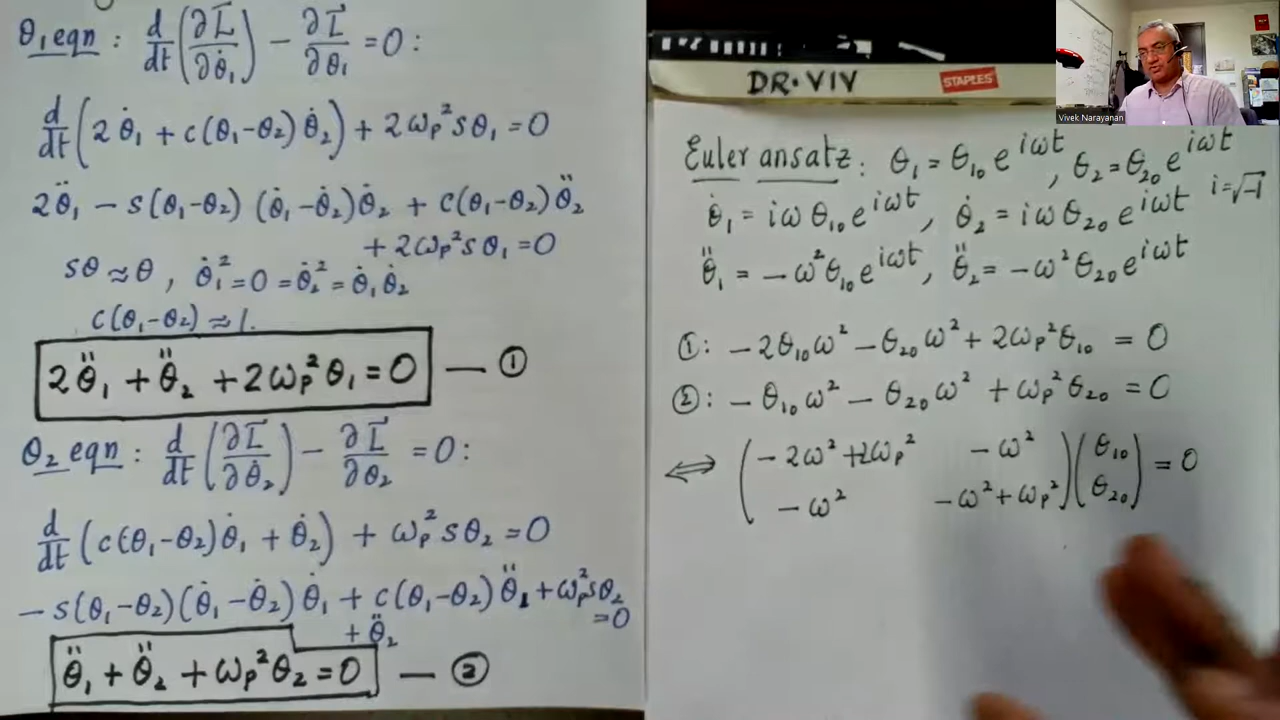 θ₁ eqn : d/dt(∂L̄/∂θ̇₁) − ∂L̄/∂θ₁ = 0 :
d/dt(2θ̇₁ + c(θ₁−θ₂)θ̇₂) + 2ωₚ²sθ₁ = 0
2θ̈₁ − s(θ₁−θ₂)(θ̇₁−θ̇₂)θ̇₂ + c(θ₁−θ₂)θ̈₂
+ 2ωₚ²sθ₁ = 0
sθ ≈ θ , θ̇₁² = 0 = θ̇₂² = θ̇₁θ̇₂
c(θ₁−θ₂) ≈ 1.
2θ̈₁ + θ̈₂ + 2ωₚ²θ₁ = 0 — ①
θ₂ eqn : d/dt(∂L̄/∂θ̇₂) − ∂L̄/∂θ₂ = 0 :
d/dt(c(θ₁−θ₂)θ̇₁ + θ̇₂) + ωₚ²sθ₂ = 0
− s(θ₁−θ₂)(θ̇₁−θ̇₂)θ̇₁ + c(θ₁−θ₂)θ̈₁ + ωₚ²sθ₂
= 0
+ θ̈₂
θ̈₁ + θ̈₂ + ωₚ²θ₂ = 0 — ②
DR. VIV
STAPLES
Vivek Narayanan
Euler ansatz : θ₁ = θ₁₀e^{iωt}, θ₂ = θ₂₀e^{iωt}
θ̇₁ = iωθ₁₀e^{iωt}, θ̇₂ = iωθ₂₀e^{iωt} i = √−1
θ̈₁ = −ω²θ₁₀e^{iωt}, θ̈₂ = −ω²θ₂₀e^{iωt}
①: −2θ₁₀ω² − θ₂₀ω² + 2ωₚ²θ₁₀ = 0
②: −θ₁₀ω² − θ₂₀ω² + ωₚ²θ₂₀ = 0
⟺ ( −2ω² + 2ωₚ² −ω² ) ( θ₁₀ ) = 0
( −ω² −ω² + ωₚ² ) ( θ₂₀ )